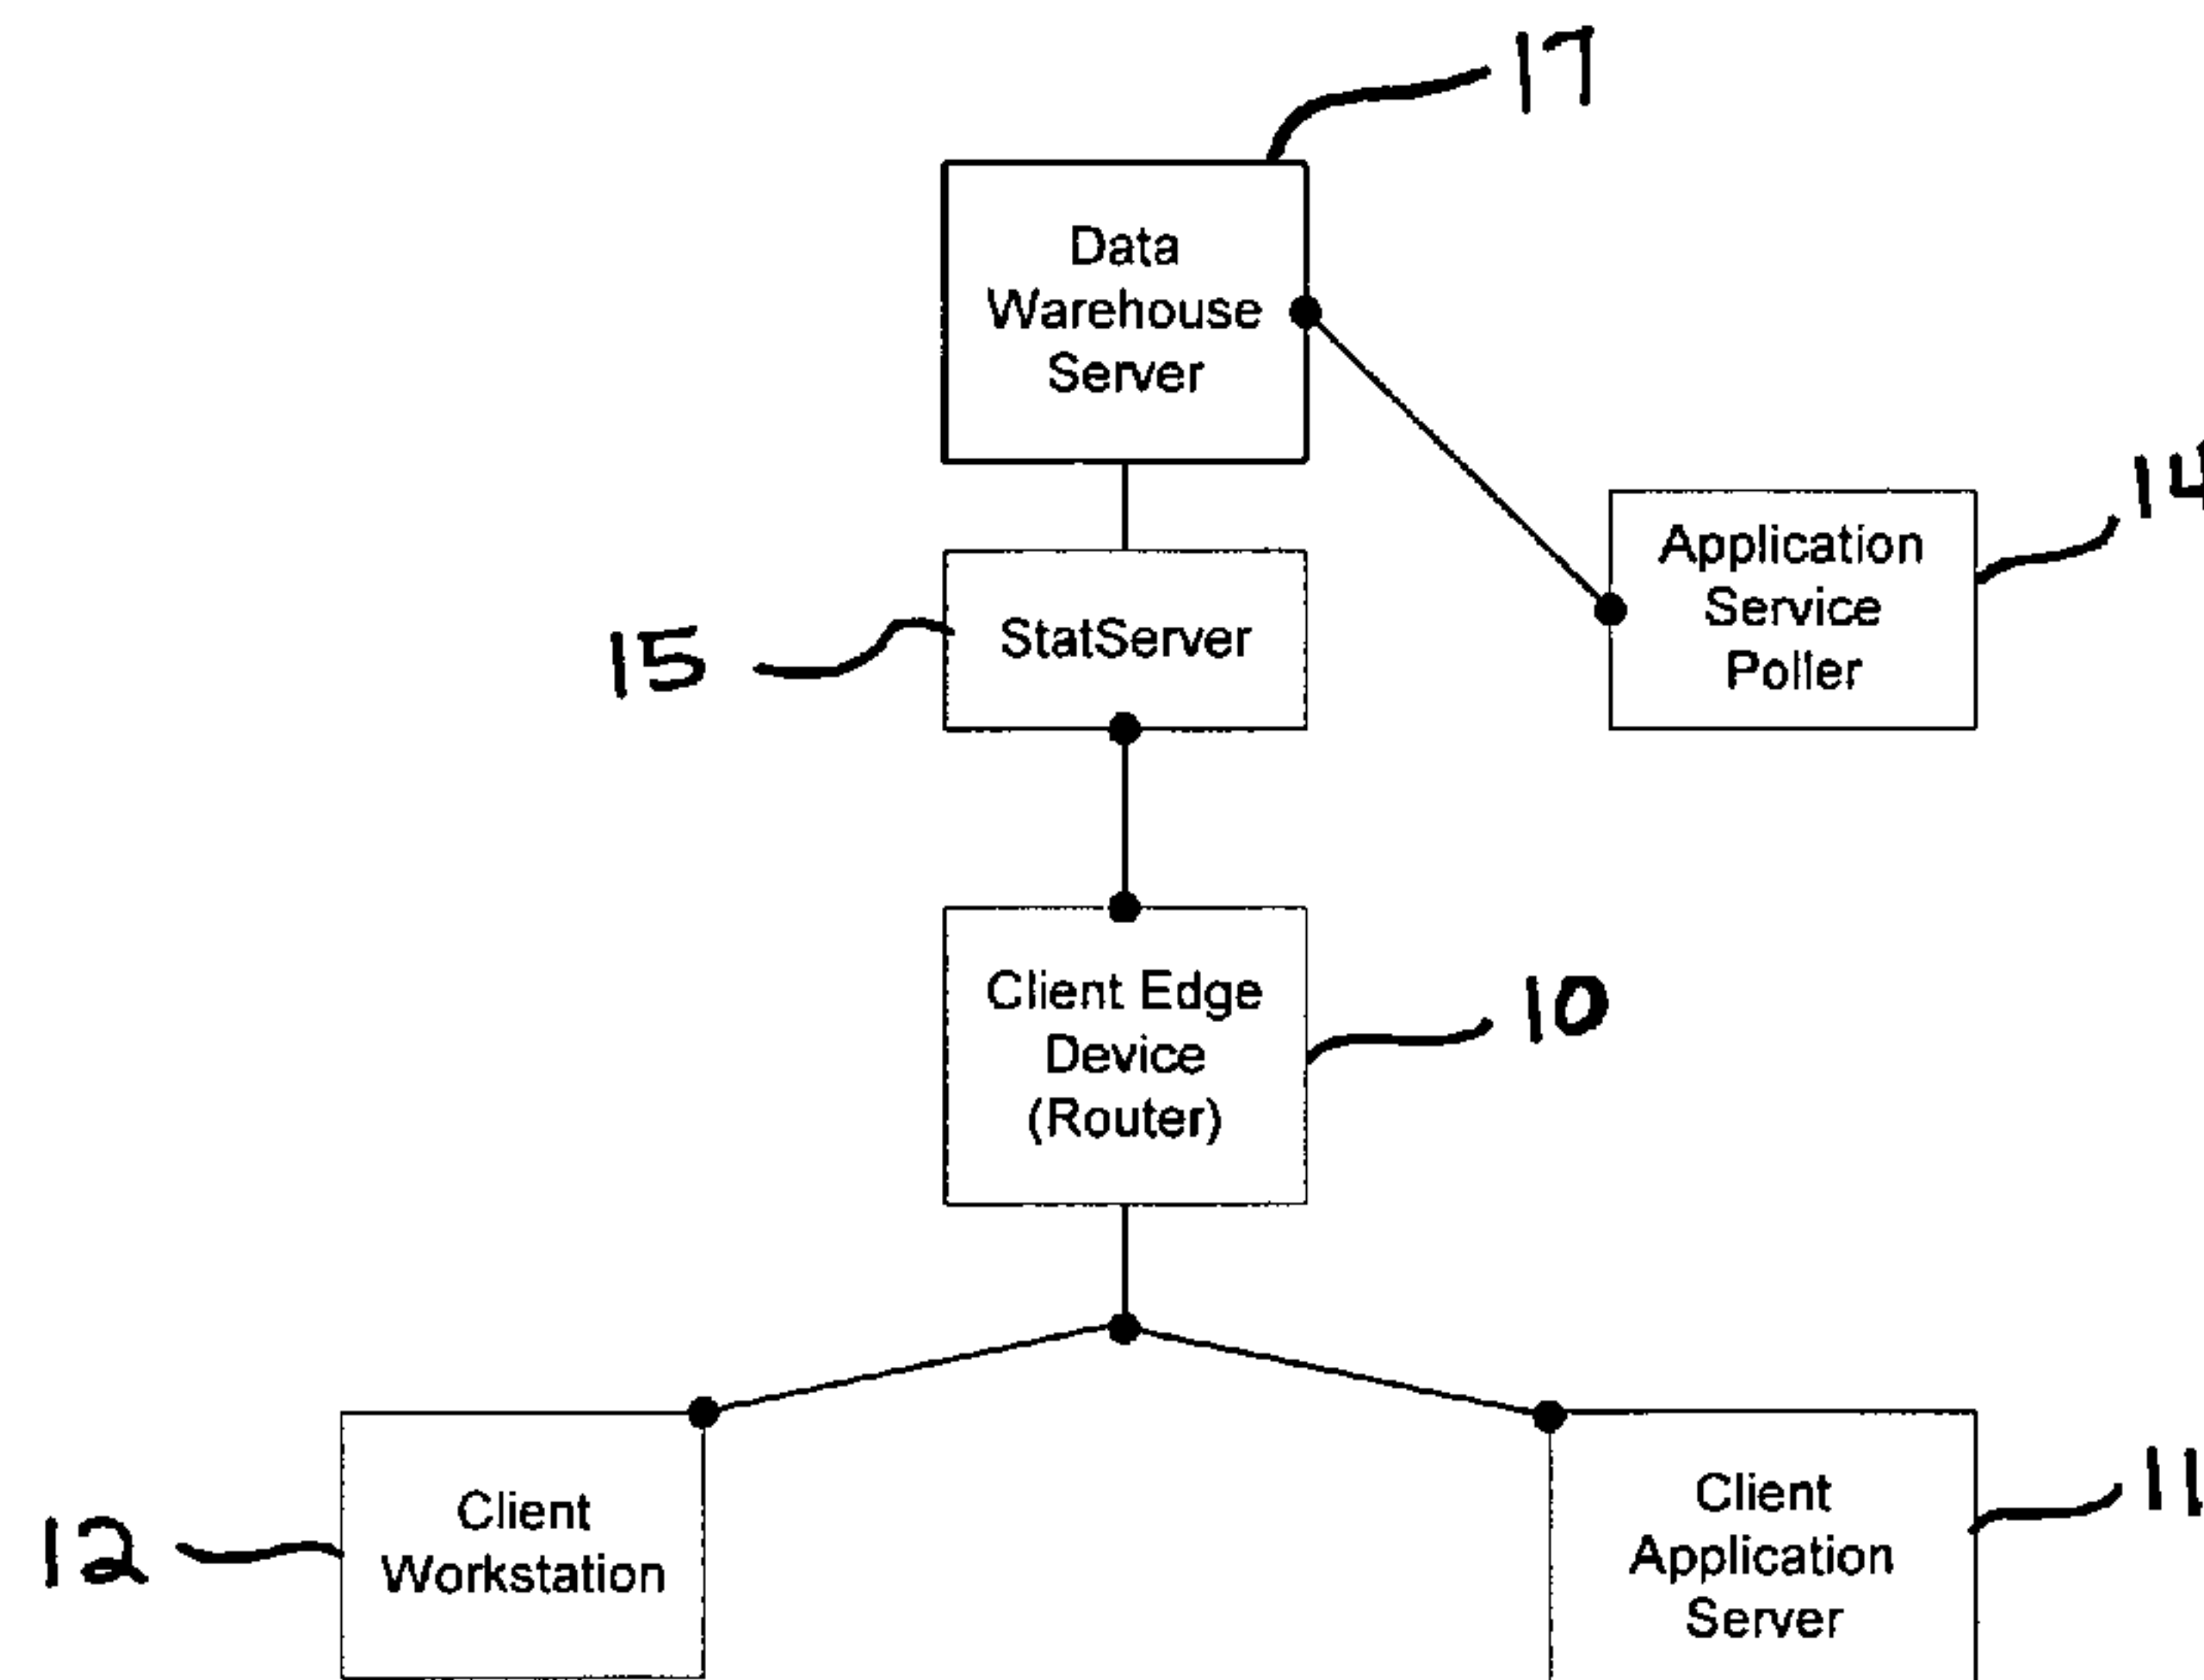 17
Data
Warehouse
Server
14
Application
Service
Poller
15
StatServer
Client Edge
Device
(Router)
10
12
Client
Workstation
Client
Application
Server
11